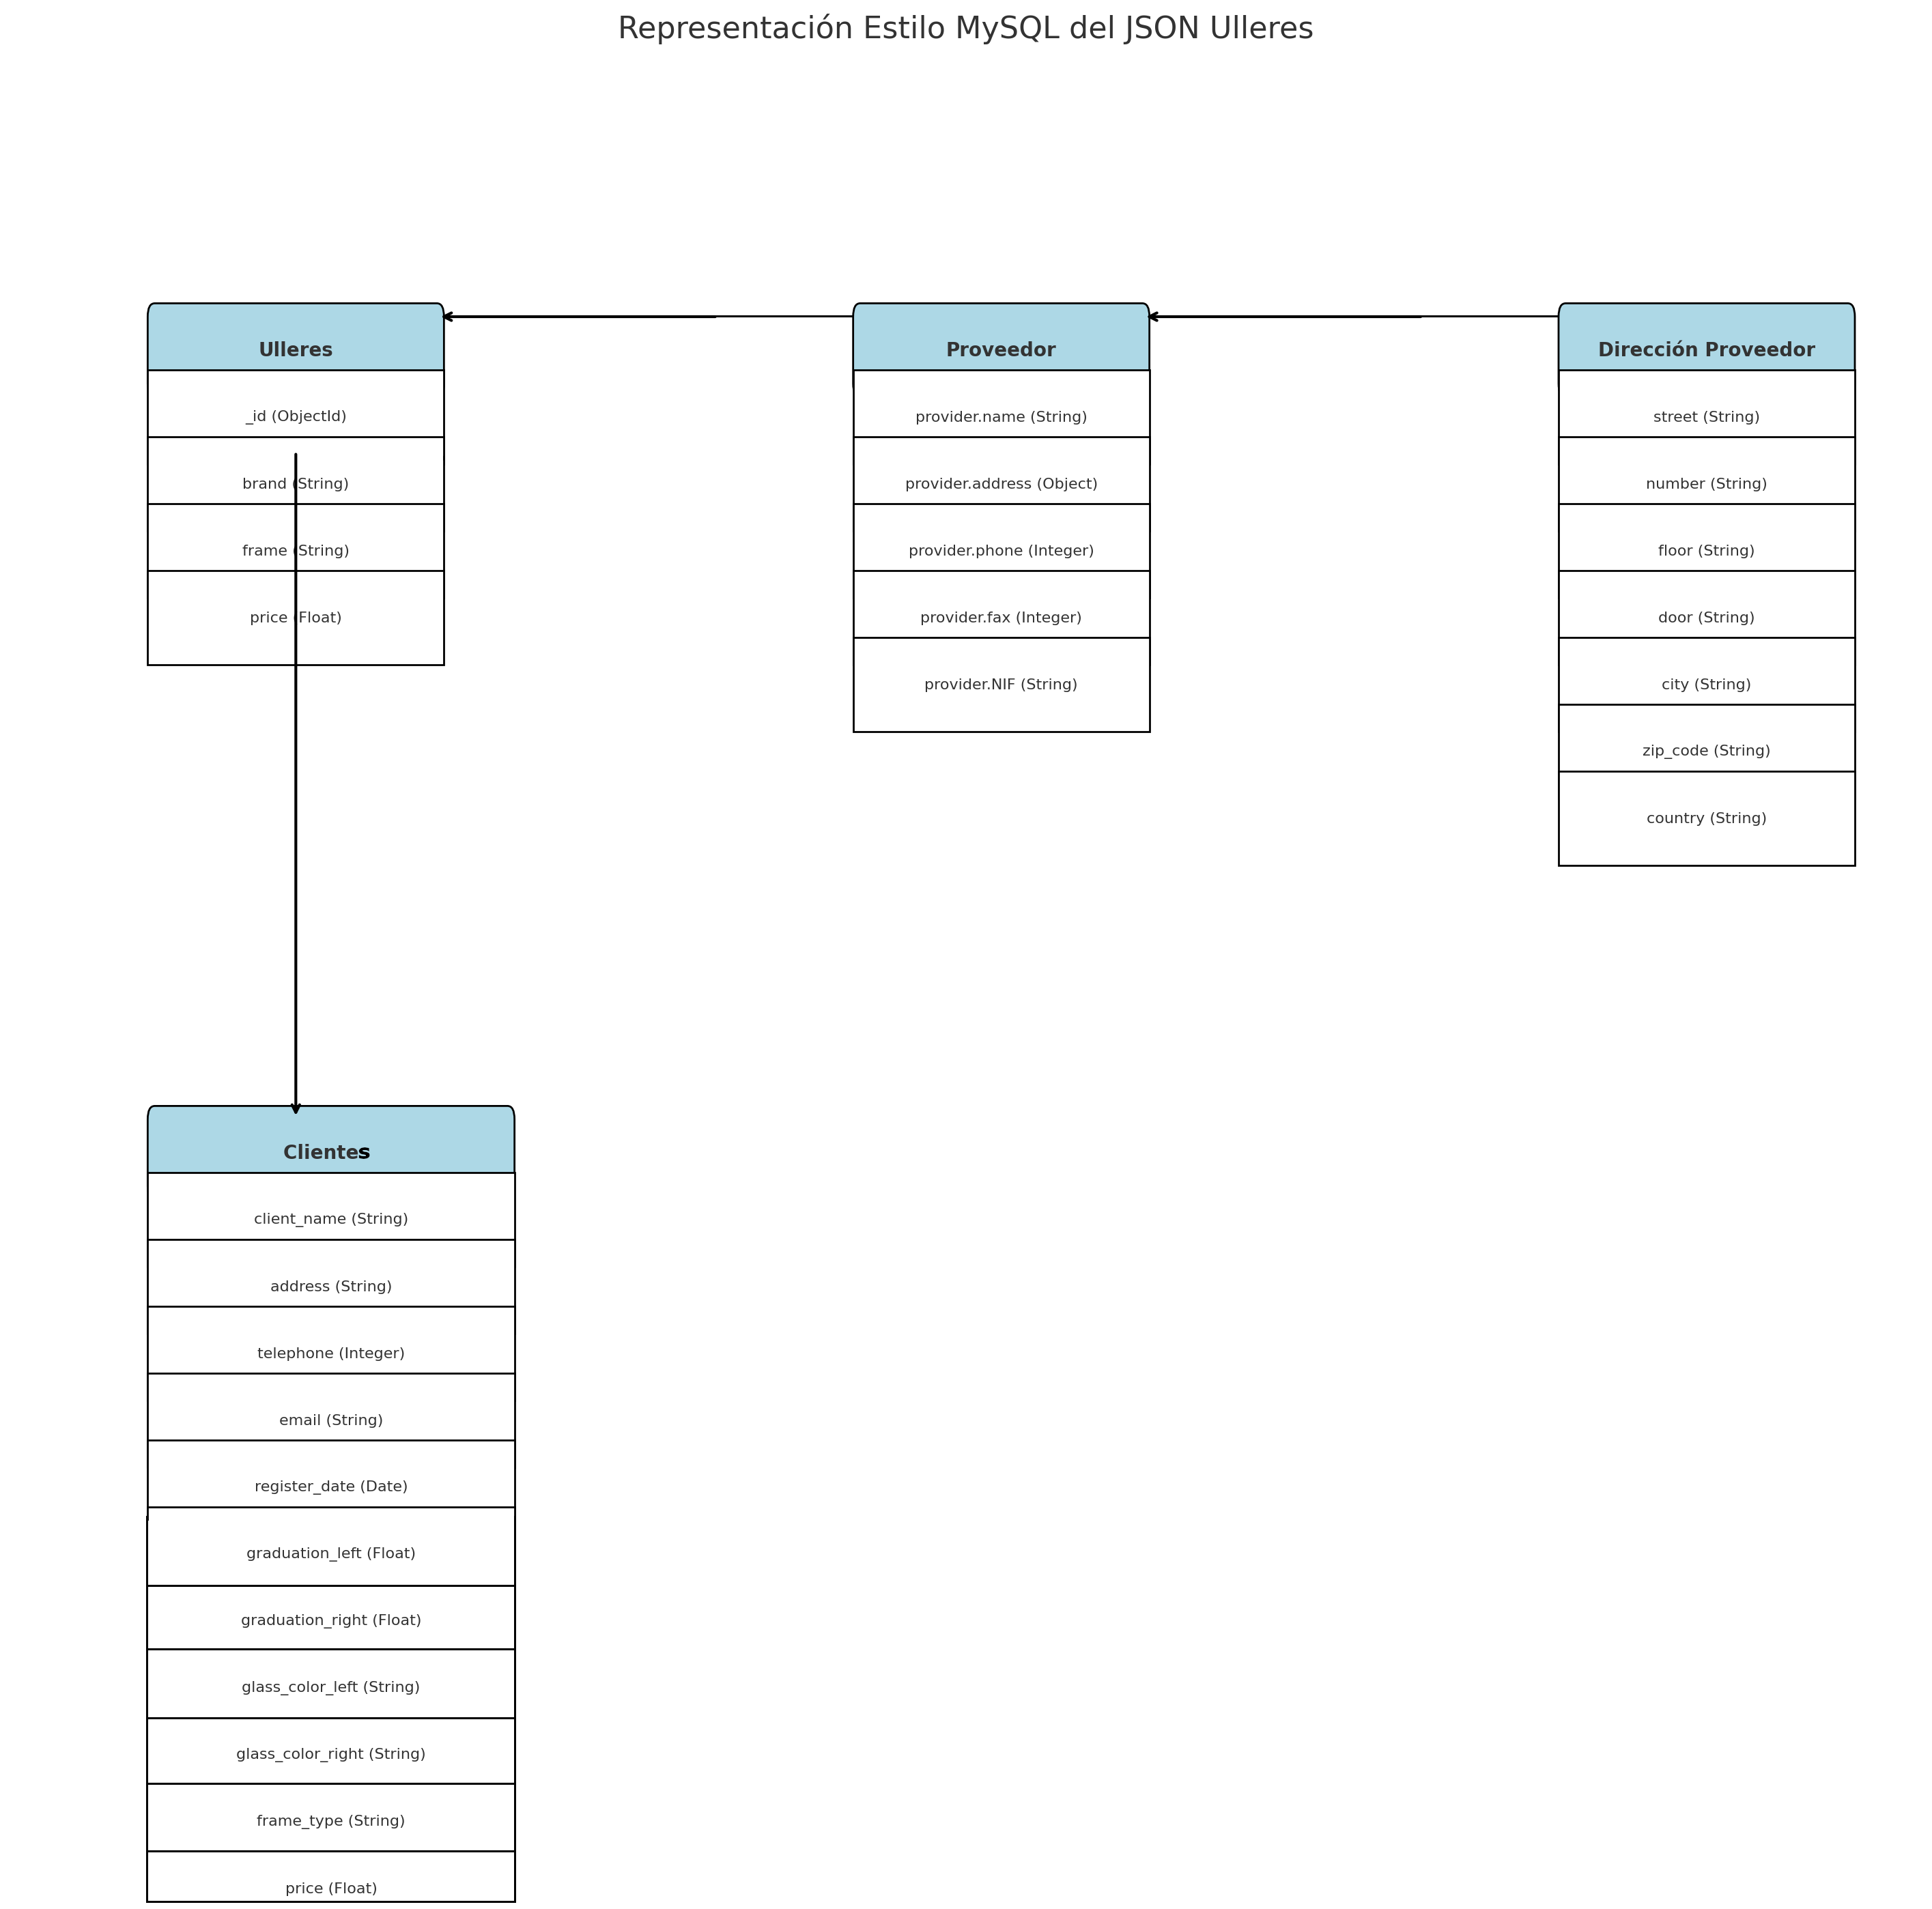 Representación Estilo MySQL del JSON Ulleres
Ulleres
_id (ObjectId)
brand (String)
frame (String)
price (Float)
Proveedor
provider.name (String)
provider.address (Object)
provider.phone (Integer)
provider.fax (Integer)
provider.NIF (String)
Dirección Proveedor
street (String)
number (String)
floor (String)
door (String)
city (String)
zip_code (String)
country (String)
Clientes
client_name (String)
address (String)
telephone (Integer)
email (String)
register_date (Date)
graduation_left (Float)
graduation_right (Float)
glass_color_left (String)
glass_color_right (String)
frame_type (String)
price (Float)